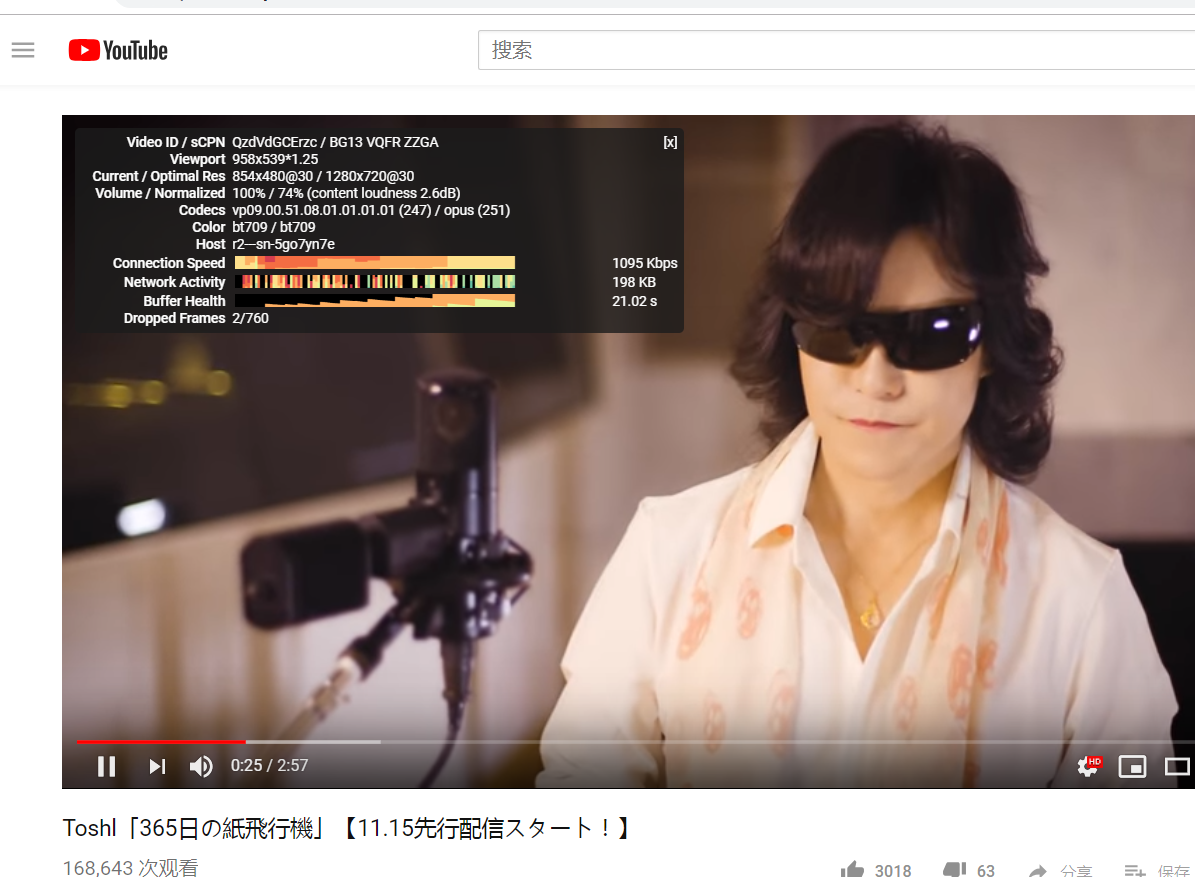 YouTube
搜索
Video ID / sCPN QzdVdGCErzc / BG13 VQFR ZZGA [x]
Viewport 958x539*1.25
Current / Optimal Res 854x480@30 / 1280x720@30
Volume / Normalized 100% / 74% (content loudness 2.6dB)
Codecs vp09.00.51.08.01.01.01.01 (247) / opus (251)
Color bt709 / bt709
Host r2---sn-5go7yn7e
Connection Speed 1095 Kbps
Network Activity 198 KB
Buffer Health 21.02 s
Dropped Frames 2/760
0:25 / 2:57
HD
Toshl「365日の紙飛行機」【11.15先行配信スタート！】
168,643 次观看
3018 63 分享 保存